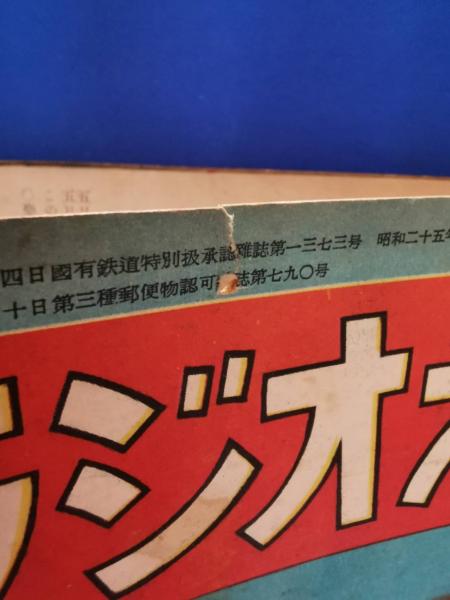 四日國有鉄道特別扱承認雑誌第一三七三号 昭和二十五年
十日第三種郵便物認可 誌第七九〇号
ラジオ